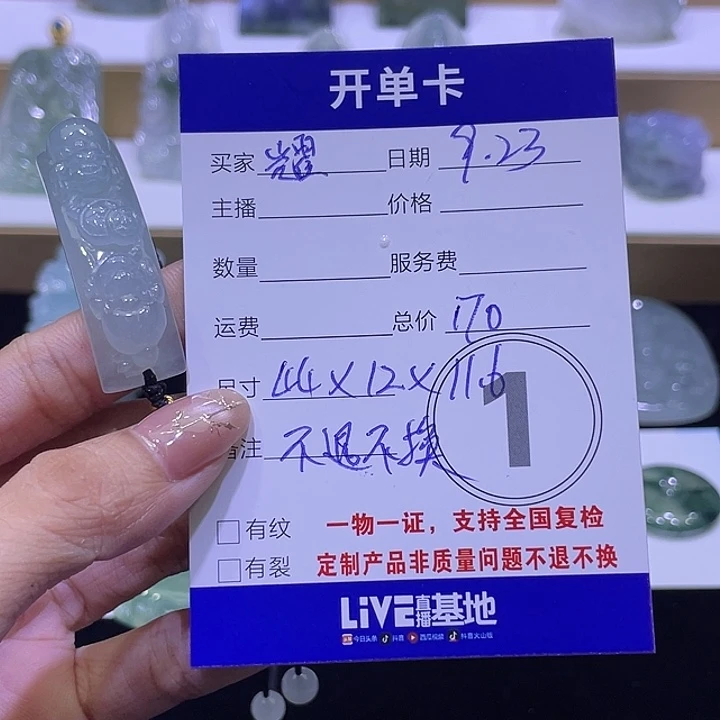 开单卡
买家 耀 日期 9.23
主播 价格
数量 服务费
运费 总价 170
尺寸 44×12×11.6
备注 不退不换
1
有纹 一物一证，支持全国复检
有裂 定制产品非质量问题不退不换
LiVE直播基地
今日头条 抖音 西瓜视频 抖音火山版